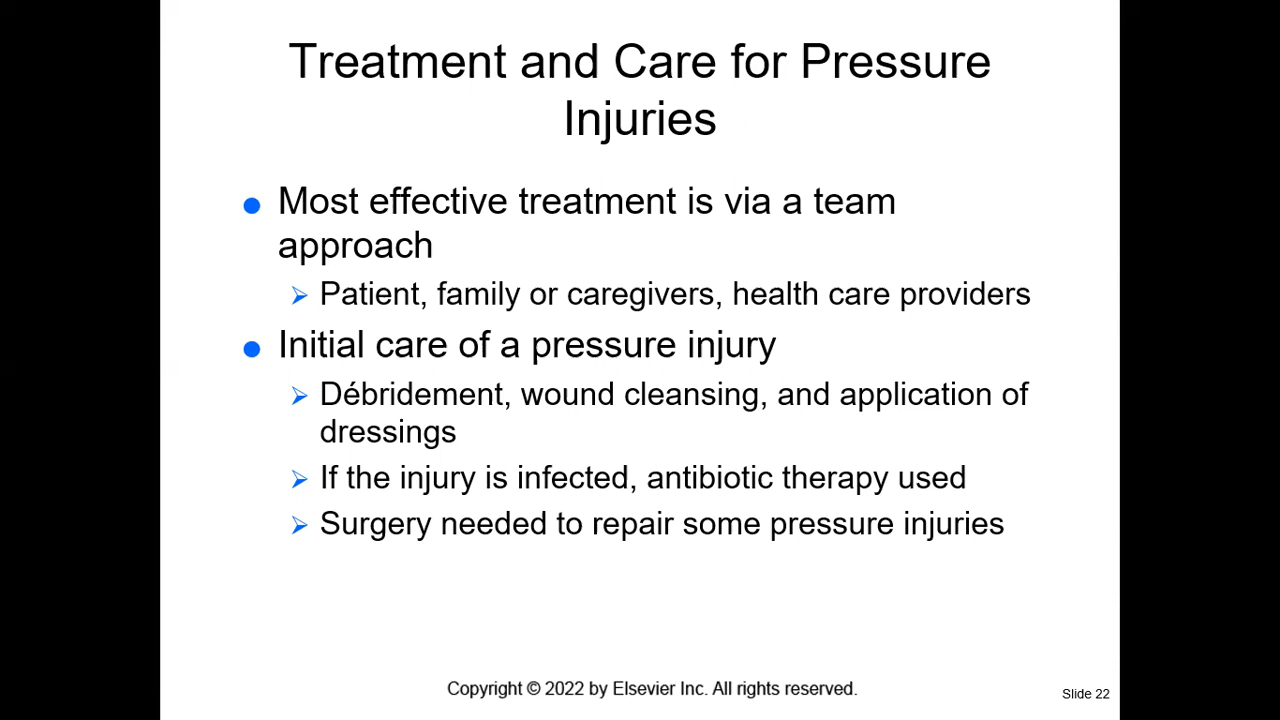 Treatment and Care for Pressure
Injuries
● Most effective treatment is via a team
approach
➢ Patient, family or caregivers, health care providers
● Initial care of a pressure injury
➢ Débridement, wound cleansing, and application of
dressings
➢ If the injury is infected, antibiotic therapy used
➢ Surgery needed to repair some pressure injuries
Copyright © 2022 by Elsevier Inc. All rights reserved.
Slide 22